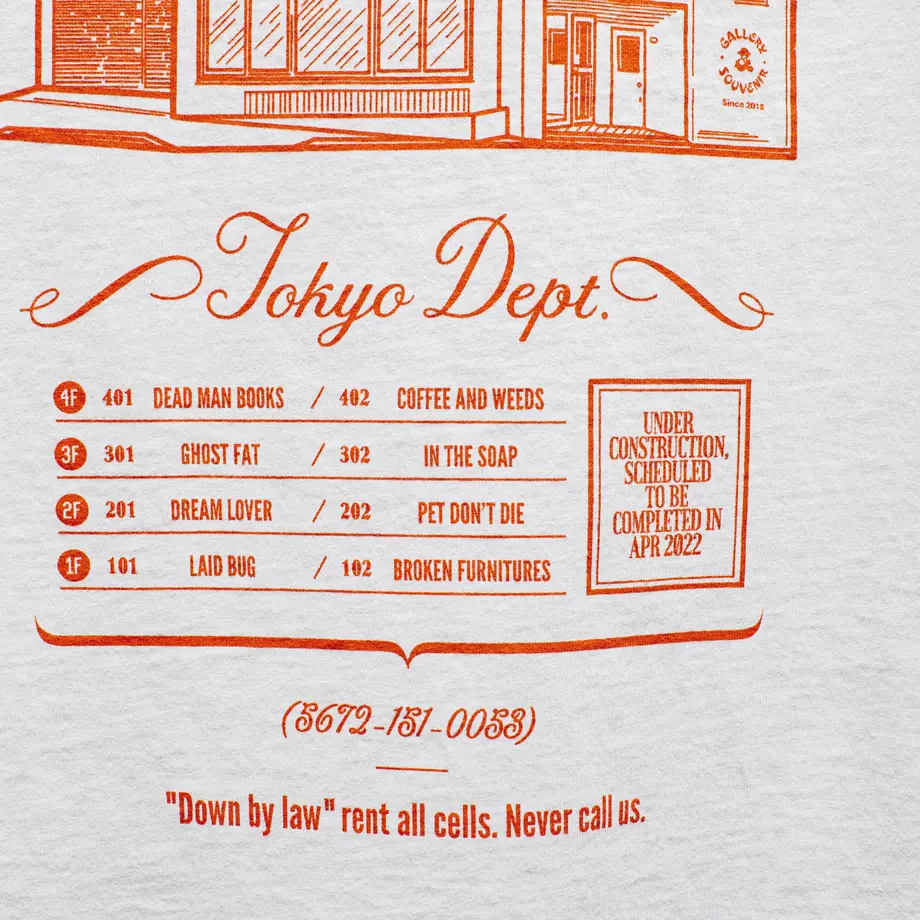 GALLERY
&
SOUVENIR
Since 2015
Tokyo Dept.
4F 401 DEAD MAN BOOKS / 402 COFFEE AND WEEDS
3F 301 GHOST FAT / 302 IN THE SOAP
2F 201 DREAM LOVER / 202 PET DON'T DIE
1F 101 LAID BUG / 102 BROKEN FURNITURES
UNDER
CONSTRUCTION,
SCHEDULED
TO BE
COMPLETED IN
APR 2022
(5672-151-0053)
"Down by law" rent all cells. Never call us.